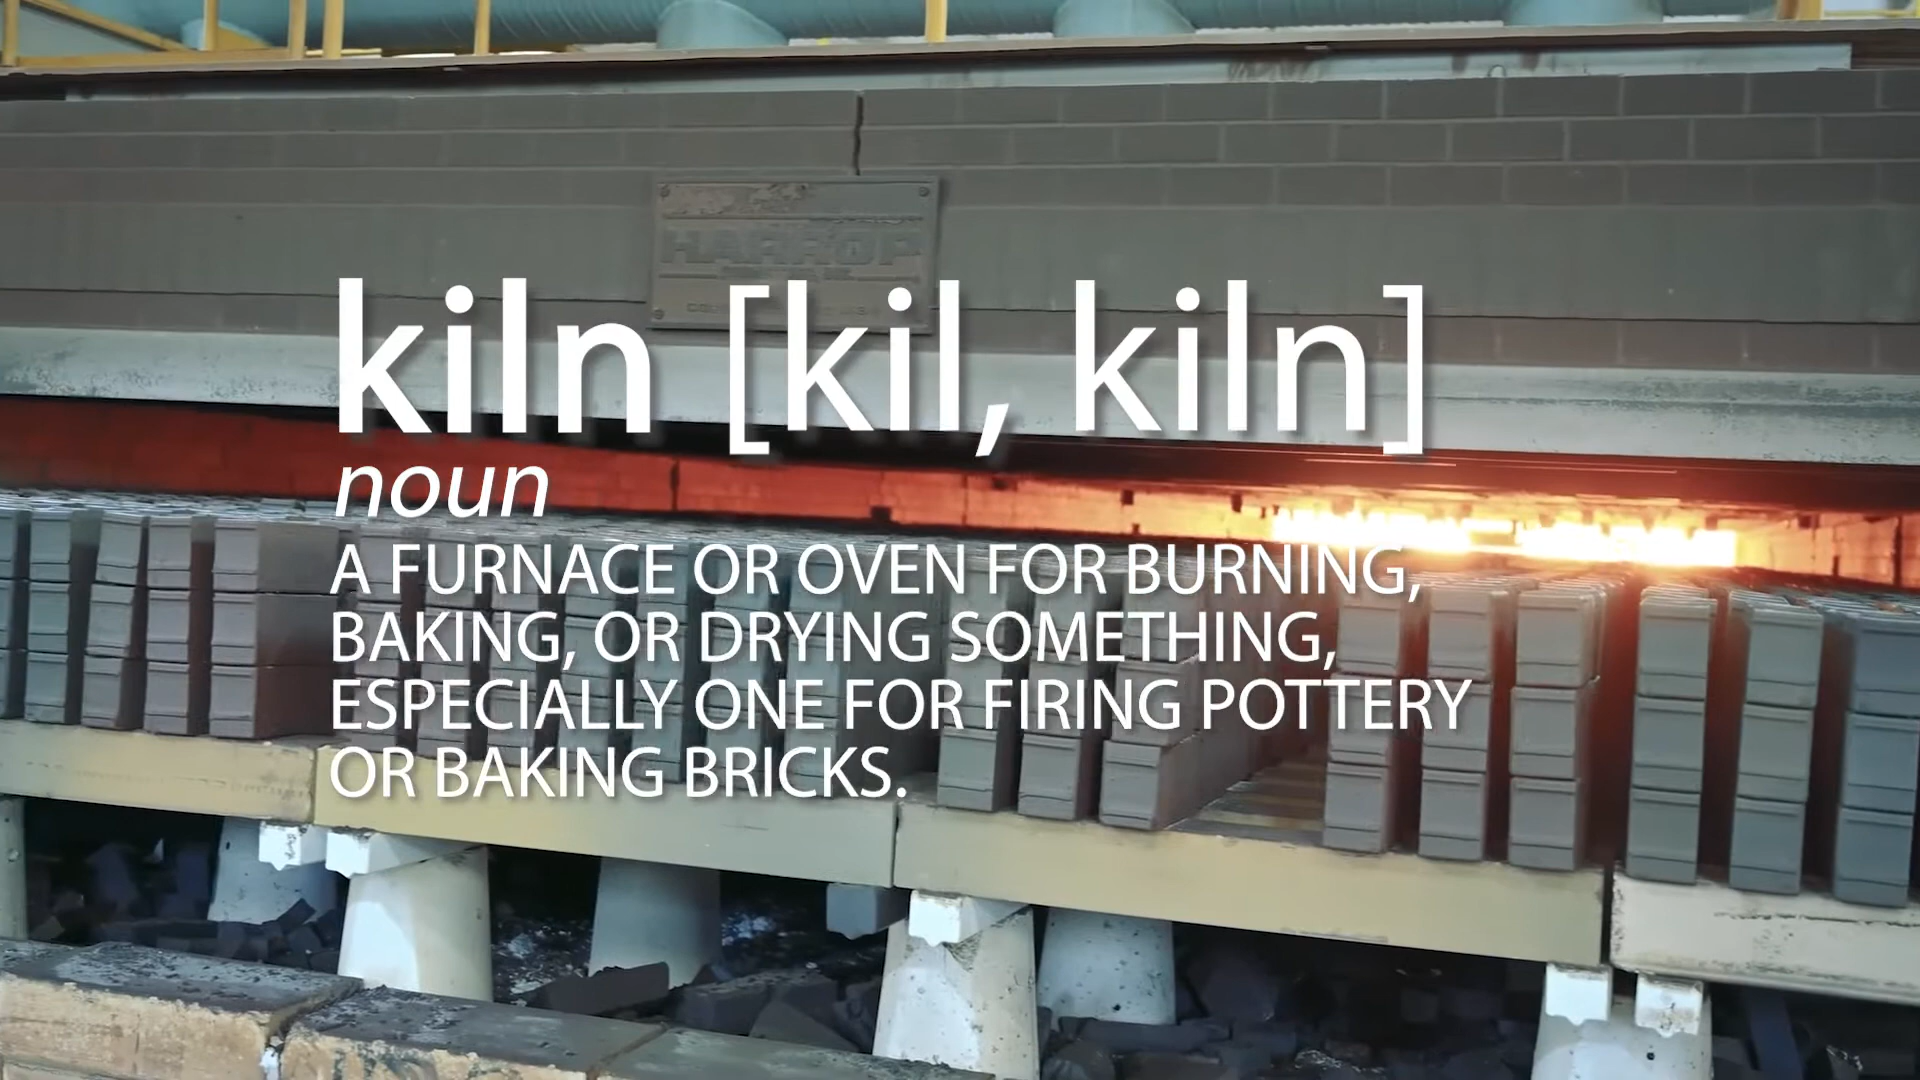 HARROP
kiln [kil, kiln]
noun
A FURNACE OR OVEN FOR BURNING,
BAKING, OR DRYING SOMETHING,
ESPECIALLY ONE FOR FIRING POTTERY
OR BAKING BRICKS.